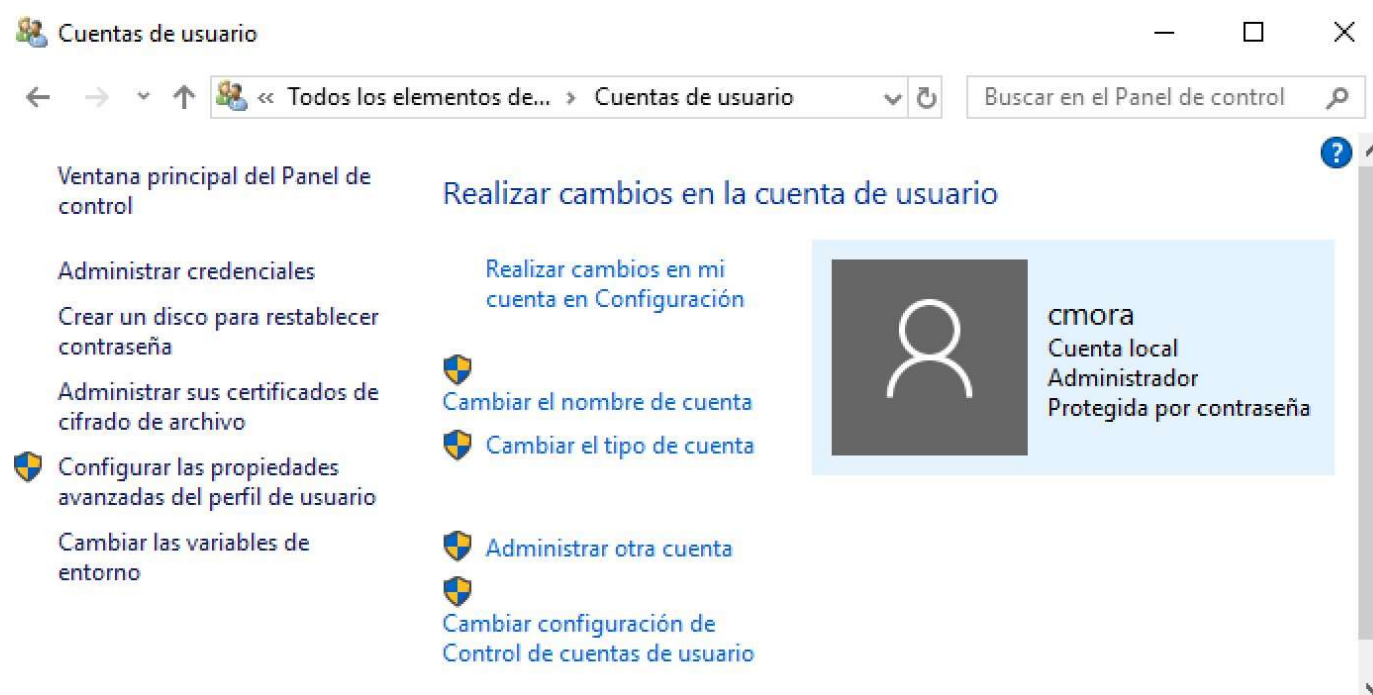 Cuentas de usuario
« Todos los elementos de... › Cuentas de usuario
Buscar en el Panel de control
?
Ventana principal del Panel de
control
Administrar credenciales
Crear un disco para restablecer
contraseña
Administrar sus certificados de
cifrado de archivo
Configurar las propiedades
avanzadas del perfil de usuario
Cambiar las variables de
entorno
Realizar cambios en la cuenta de usuario
Realizar cambios en mi
cuenta en Configuración
Cambiar el nombre de cuenta
Cambiar el tipo de cuenta
Administrar otra cuenta
Cambiar configuración de
Control de cuentas de usuario
cmora
Cuenta local
Administrador
Protegida por contraseña